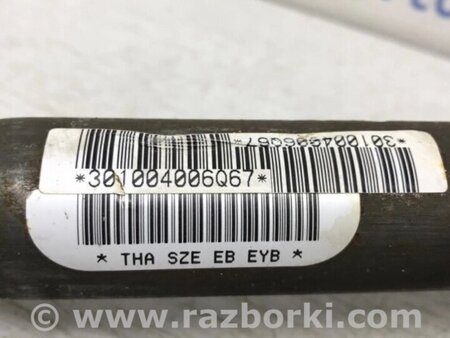 *301004006Q67*
*301004006Q67*
* THA SZE EB EYB *
www.razborki.com